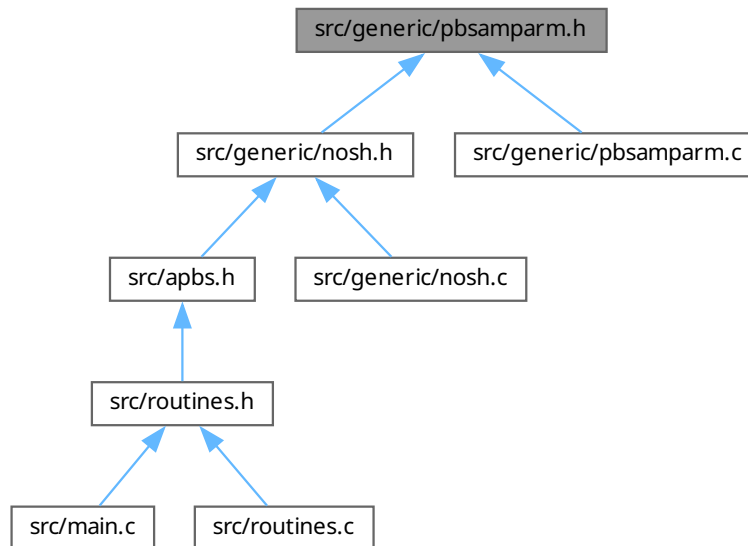 src/generic/pbsamparm.h
src/generic/nosh.h
src/generic/pbsamparm.c
src/apbs.h
src/generic/nosh.c
src/routines.h
src/main.c
src/routines.c